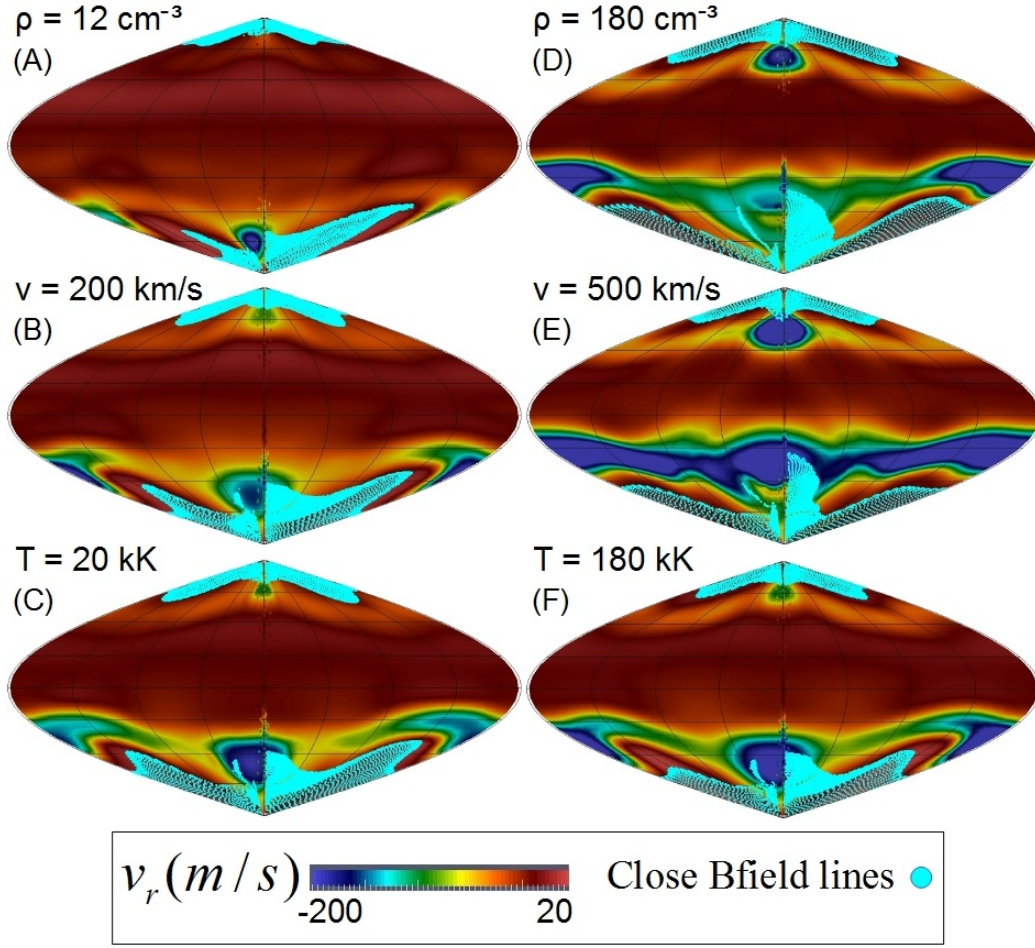 ρ = 12 cm⁻³
(A)
ρ = 180 cm⁻³
(D)
v = 200 km/s
(B)
v = 500 km/s
(E)
T = 20 kK
(C)
T = 180 kK
(F)
v_r (m/s)
-200
20
Close Bfield lines